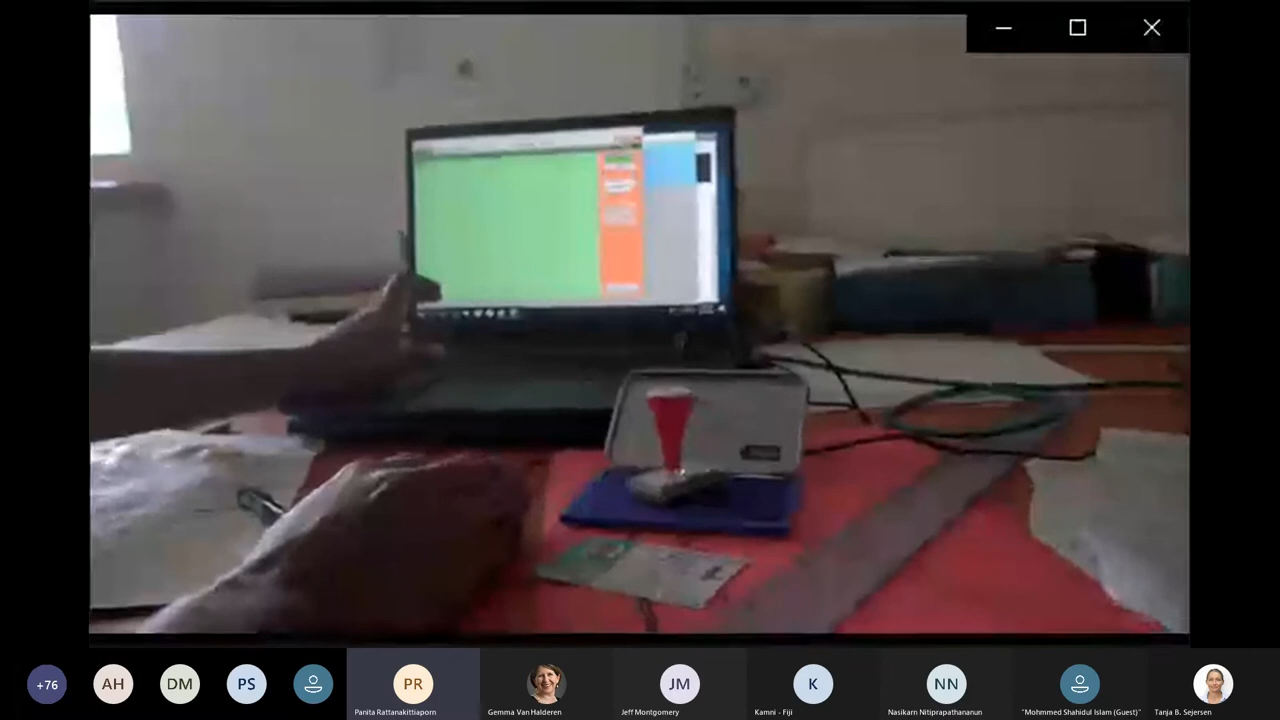 +76
AH
DM
PS
PR
JM
K
NN
Panita Rattanakittiaporn
Gemma Van Halderen
Jeff Montgomery
Kamni - Fiji
Nasikarn Nitiprapathananun
"Mohmmed Shahidul Islam (Guest)"
Tanja B. Sejersen